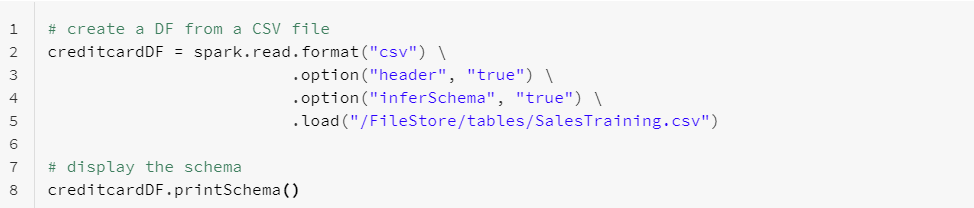 1 # create a DF from a CSV file
2 creditcardDF = spark.read.format("csv") \
3 .option("header", "true") \
4 .option("inferSchema", "true") \
5 .load("/FileStore/tables/SalesTraining.csv")
6
7 # display the schema
8 creditcardDF.printSchema()